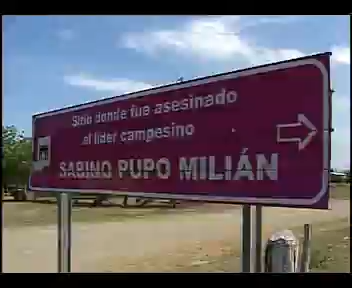 Sitio donde fue asesinado
el líder campesino
SABINO PUPO MILIÁN